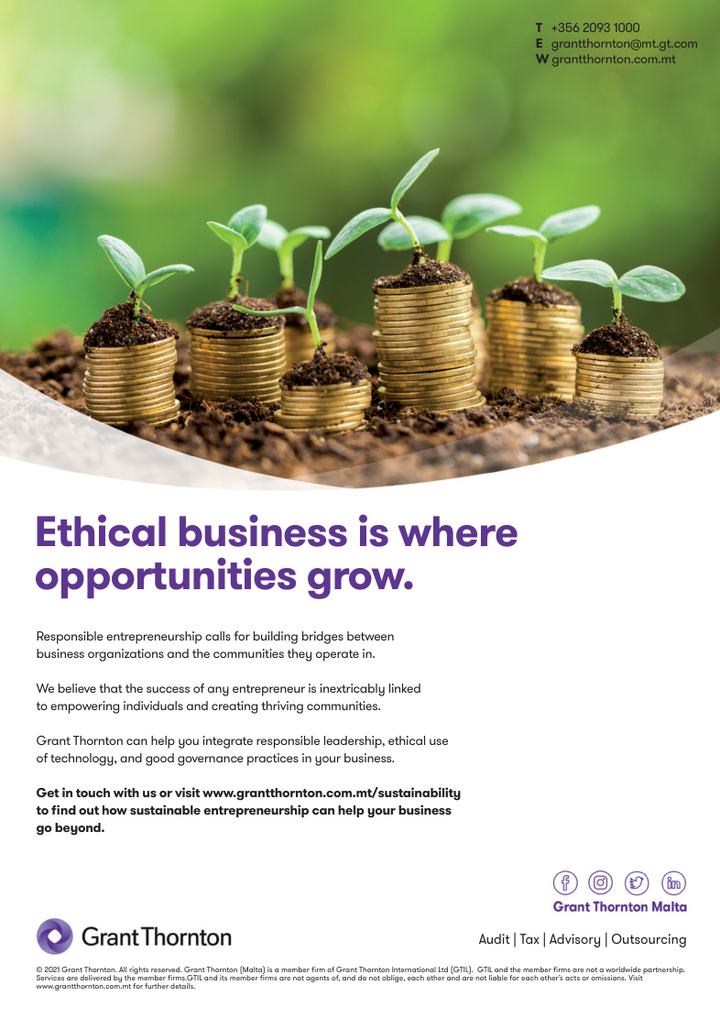 T +356 2093 1000
E grantthornton@mt.gt.com
W grantthornton.com.mt
Ethical business is where
opportunities grow.
Responsible entrepreneurship calls for building bridges between
business organizations and the communities they operate in.
We believe that the success of any entrepreneur is inextricably linked
to empowering individuals and creating thriving communities.
Grant Thornton can help you integrate responsible leadership, ethical use
of technology, and good governance practices in your business.
Get in touch with us or visit www.grantthornton.com.mt/sustainability
to find out how sustainable entrepreneurship can help your business
go beyond.
Grant Thornton Malta
Grant Thornton
Audit | Tax | Advisory | Outsourcing
© 2021 Grant Thornton. All rights reserved. Grant Thornton (Malta) is a member firm of Grant Thornton International Ltd (GTIL). GTIL and the member firms are not a worldwide partnership.
Services are delivered by the member firms.GTIL and its member firms are not agents of, and do not oblige, each other and are not liable for each other's acts or omissions. Visit
www.grantthornton.com.mt for further details.